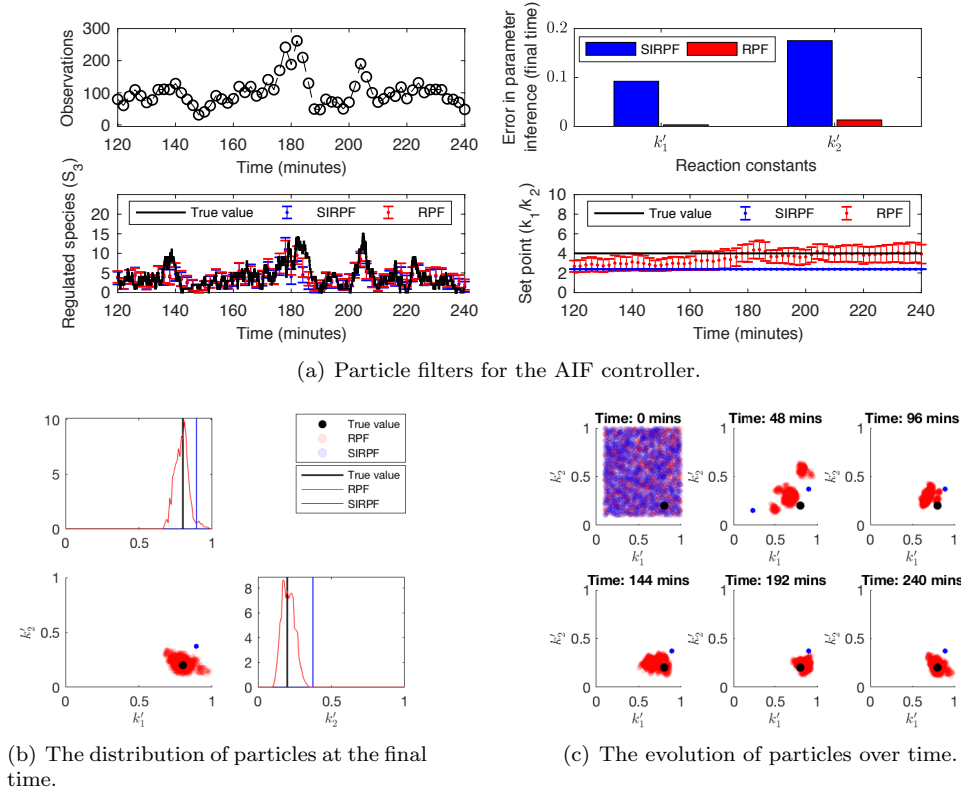 Observations
300
200
100
0
120 140 160 180 200 220 240
Time (minutes)
Error in parameter
inference (final time)
0.2
0.1
0
SIRPF RPF
k′1 k′2
Reaction constants
Regulated species (S3)
True value SIRPF RPF
20
15
10
5
0
120 140 160 180 200 220 240
Time (minutes)
Set point (k1/k2)
True value SIRPF RPF
10
8
6
4
2
0
120 140 160 180 200 220 240
Time (minutes)
(a) Particle filters for the AIF controller.
10
5
0
0 0.5 1
True value
RPF
SIRPF
True value
RPF
SIRPF
k′2
1
0.5
0
0 0.5 1
k′1
8
6
4
2
0
0 0.5 1
k′2
(b) The distribution of particles at the final
time.
Time: 0 mins Time: 48 mins Time: 96 mins
k′2 k′2 k′2
1 1 1
0.5 0.5 0.5
0 0 0
0 0.5 1 0 0.5 1 0 0.5 1
k′1 k′1 k′1
Time: 144 mins Time: 192 mins Time: 240 mins
k′2 k′2 k′2
1 1 1
0.5 0.5 0.5
0 0 0
0 0.5 1 0 0.5 1 0 0.5 1
k′1 k′1 k′1
(c) The evolution of particles over time.